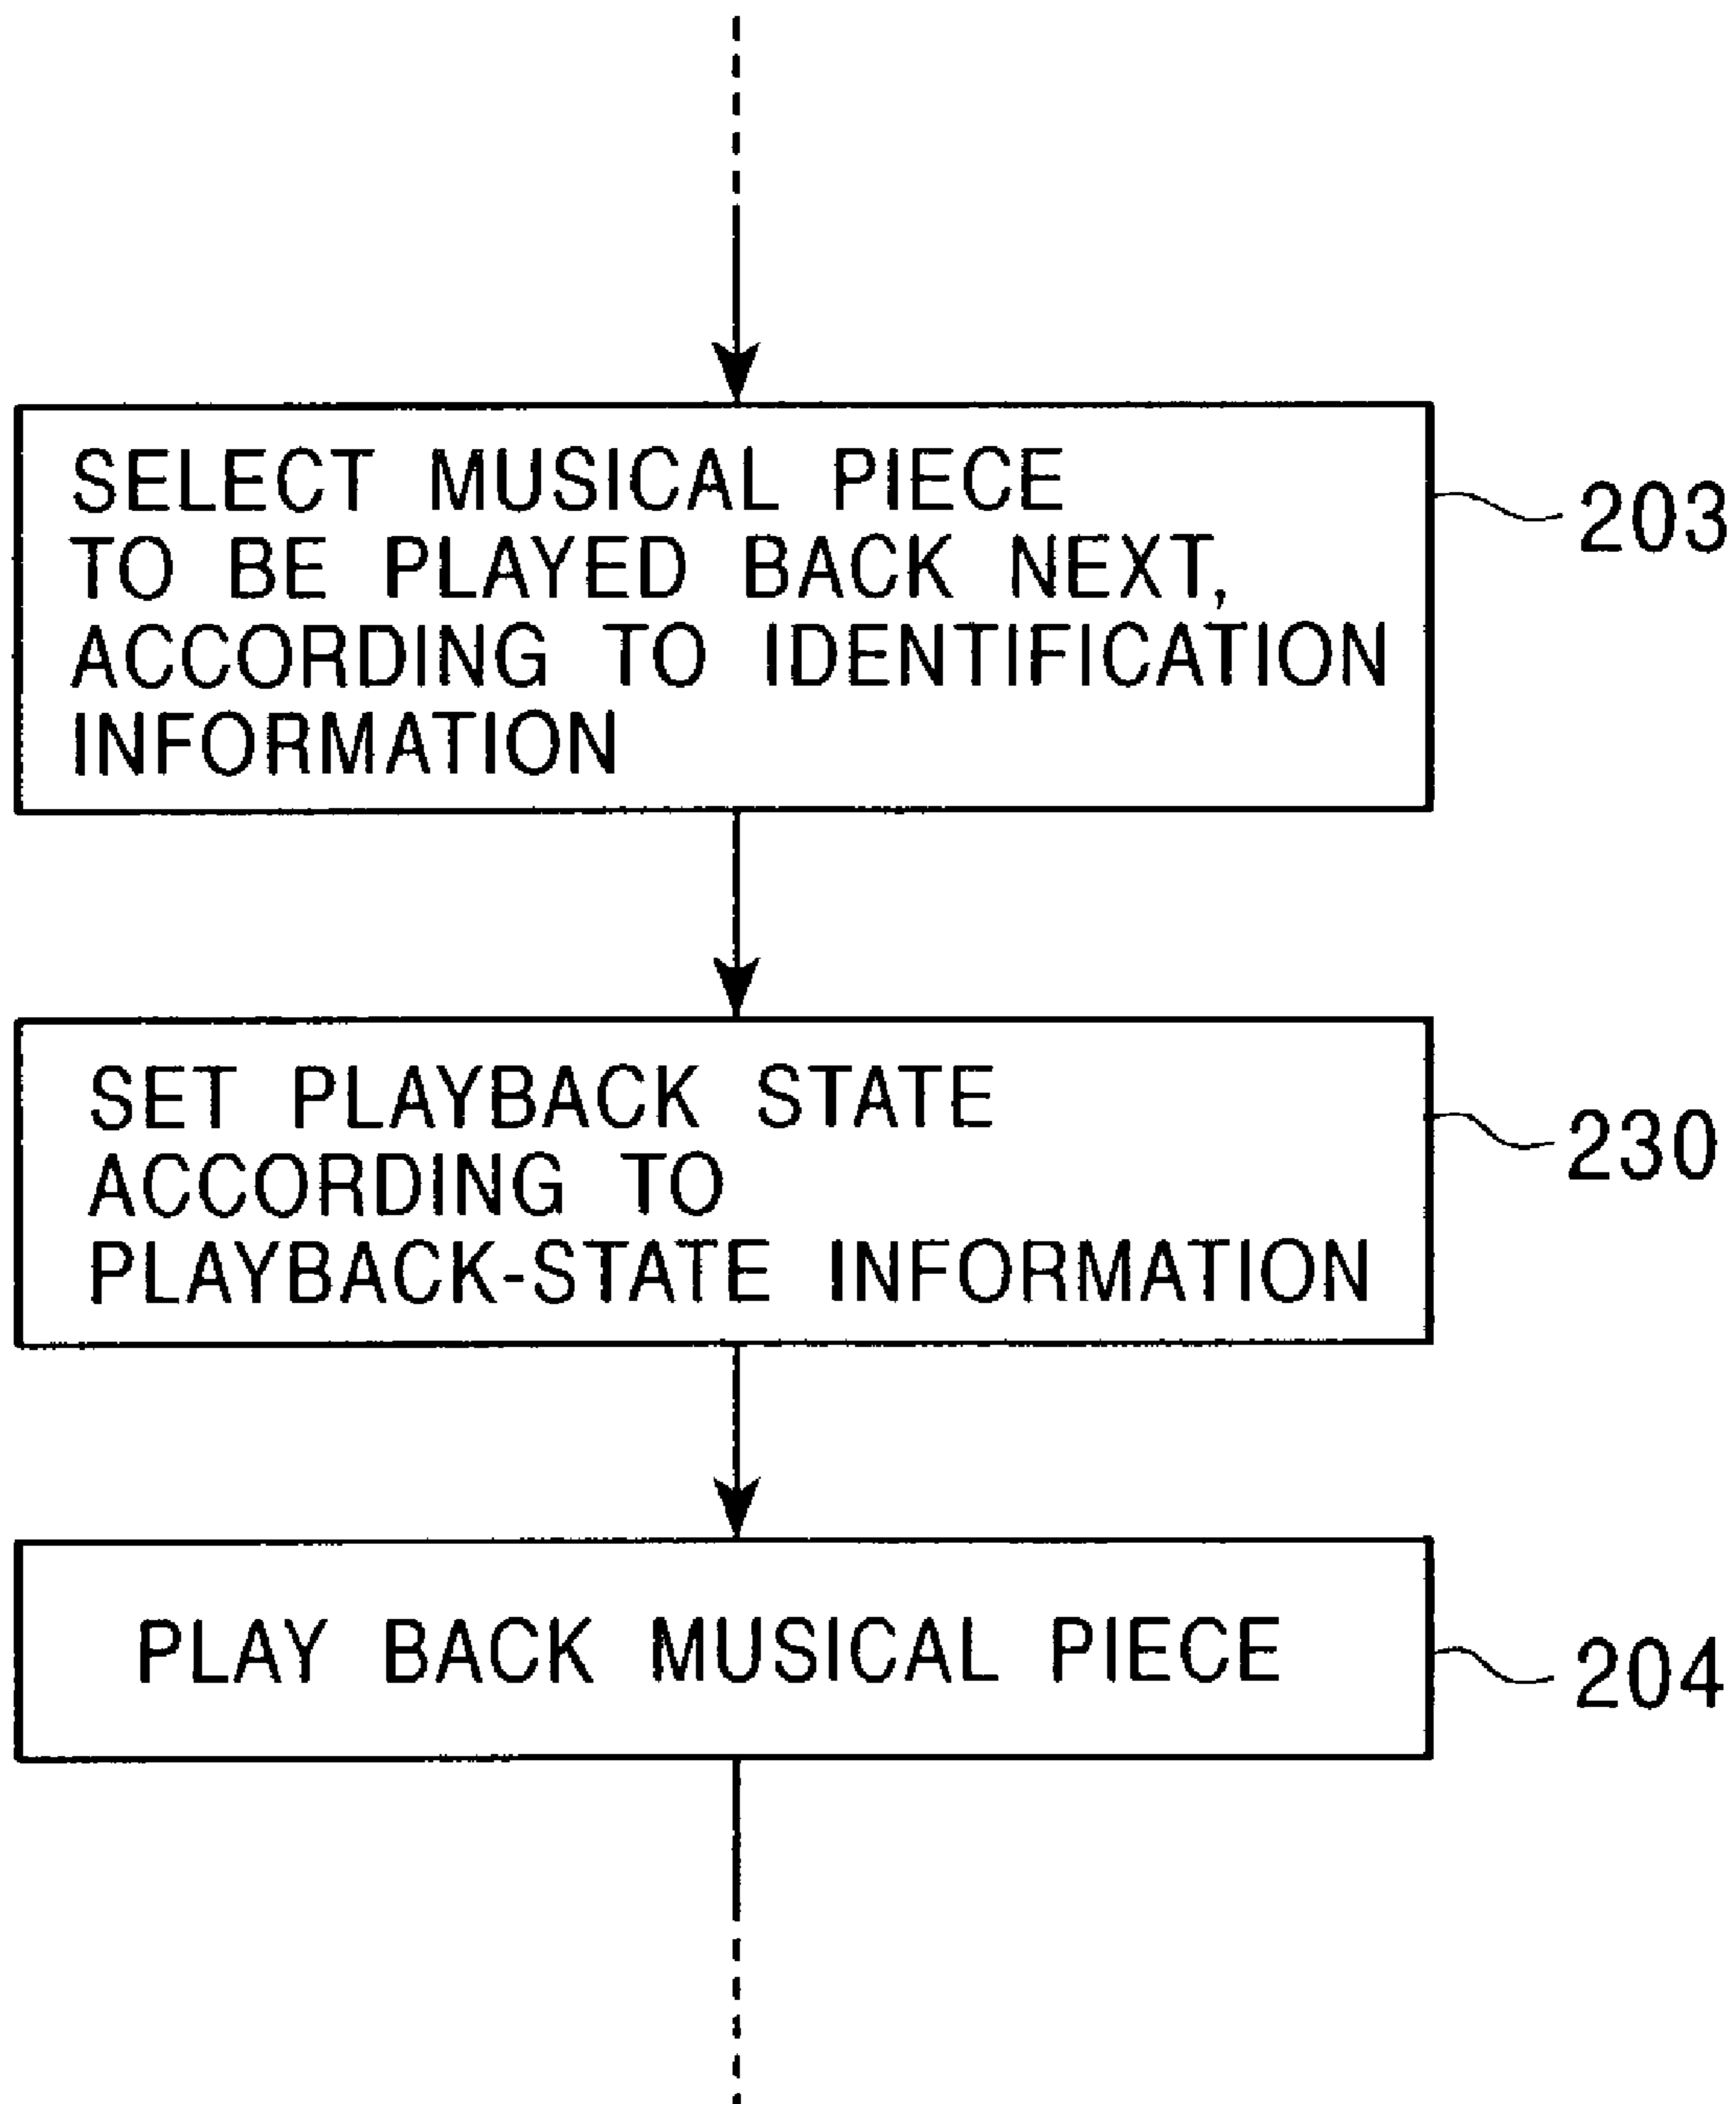 SELECT MUSICAL PIECE
TO BE PLAYED BACK NEXT,
ACCORDING TO IDENTIFICATION
INFORMATION
203
SET PLAYBACK STATE
ACCORDING TO
PLAYBACK-STATE INFORMATION
230
PLAY BACK MUSICAL PIECE
204